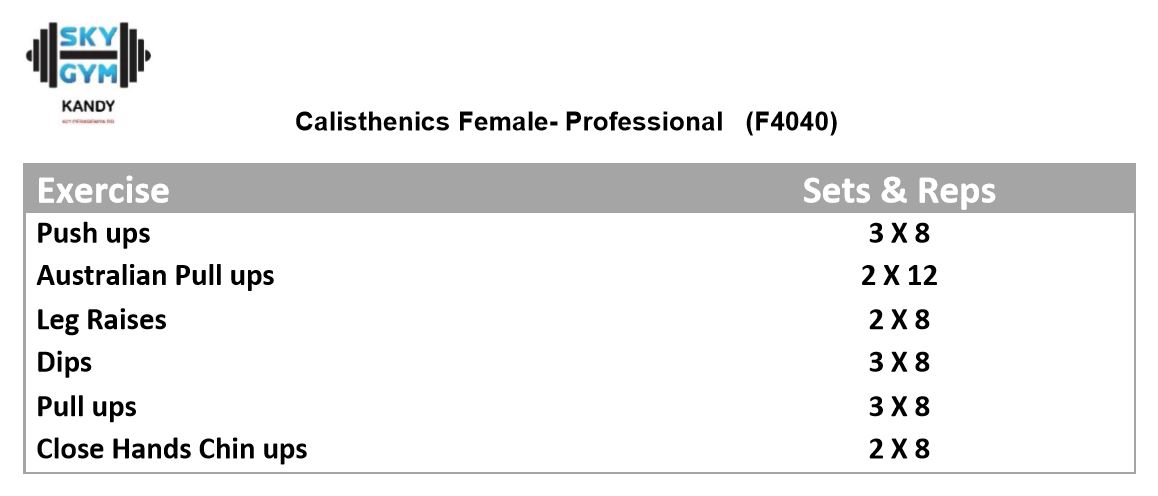 SKY
GYM
KANDY
Calisthenics Female- Professional (F4040)
Exercise Sets & Reps
Push ups 3 X 8
Australian Pull ups 2 X 12
Leg Raises 2 X 8
Dips 3 X 8
Pull ups 3 X 8
Close Hands Chin ups 2 X 8